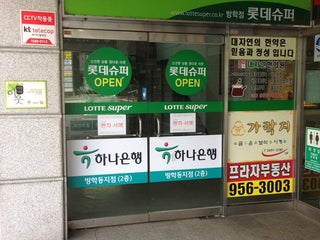 CCTV작동중
kt telecop
www.lottesuper.co.kr 방학점 롯데슈퍼
롯데슈퍼
OPEN
롯데슈퍼
OPEN
LOTTE super
LOTTE super
하나은행
방학동지점 (2층)
하나은행
방학동지점 (2층)
대자연의 한약은
믿음과 정성 입니다
가락지
프라자부동산
956-3003